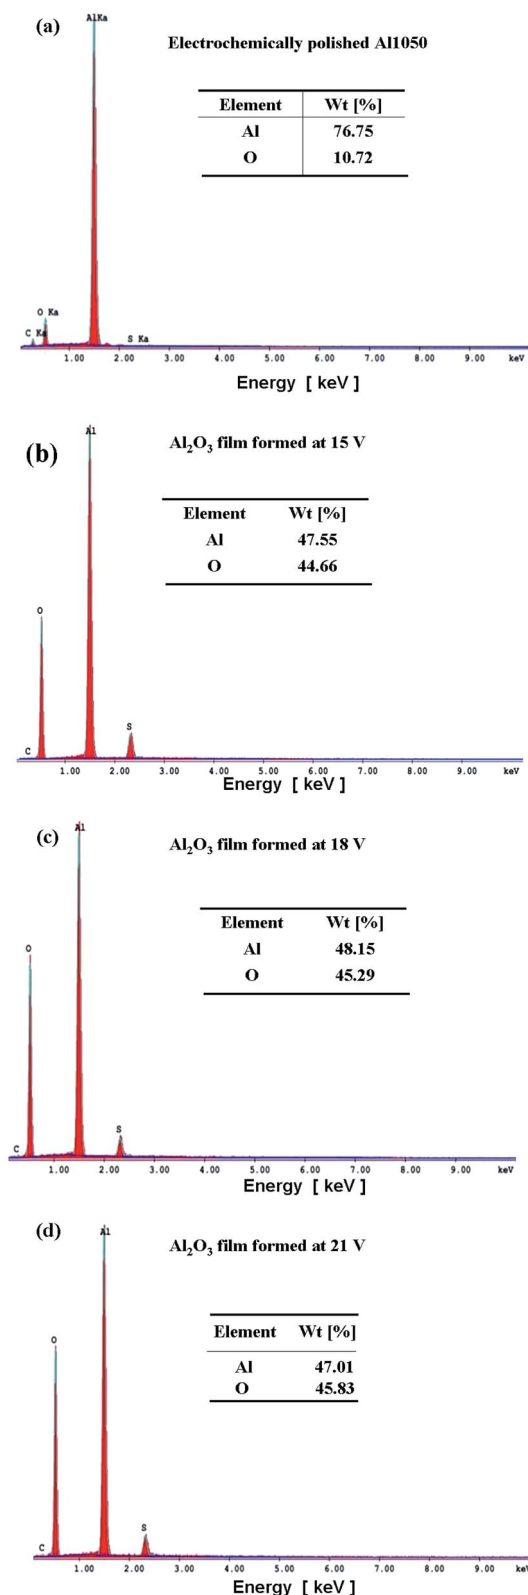 (a)
AlKa
Electrochemically polished Al1050
Element Wt [%]
Al 76.75
O 10.72
O Ka
C Ka
S Ka
1.00 2.00 3.00 4.00 5.00 6.00 7.00 8.00 9.00 keV
Energy [ keV ]
(b)
Al
Al₂O₃ film formed at 15 V
Element Wt [%]
Al 47.55
O 44.66
O
S
C
1.00 2.00 3.00 4.00 5.00 6.00 7.00 8.00 9.00 keV
Energy [ keV ]
(c)
Al
Al₂O₃ film formed at 18 V
Element Wt [%]
Al 48.15
O 45.29
O
S
C
1.00 2.00 3.00 4.00 5.00 6.00 7.00 8.00 9.00 keV
Energy [ keV ]
(d)
Al
Al₂O₃ film formed at 21 V
Element Wt [%]
Al 47.01
O 45.83
O
S
C
1.00 2.00 3.00 4.00 5.00 6.00 7.00 8.00 9.00 keV
Energy [ keV ]